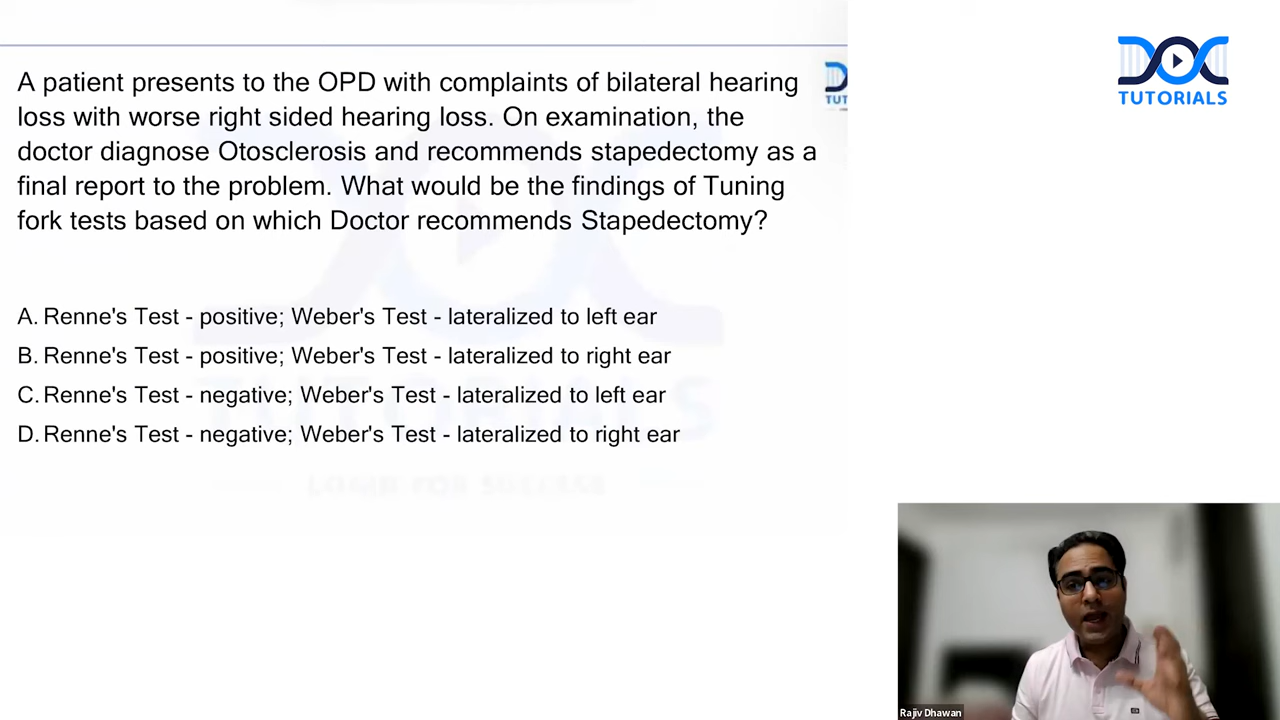 DOC
TUTORIALS
TUT
A patient presents to the OPD with complaints of bilateral hearing
loss with worse right sided hearing loss. On examination, the
doctor diagnose Otosclerosis and recommends stapedectomy as a
final report to the problem. What would be the findings of Tuning
fork tests based on which Doctor recommends Stapedectomy?
A. Renne's Test - positive; Weber's Test - lateralized to left ear
B. Renne's Test - positive; Weber's Test - lateralized to right ear
C. Renne's Test - negative; Weber's Test - lateralized to left ear
D. Renne's Test - negative; Weber's Test - lateralized to right ear
TUTORIALS
Rajiv Dhawan